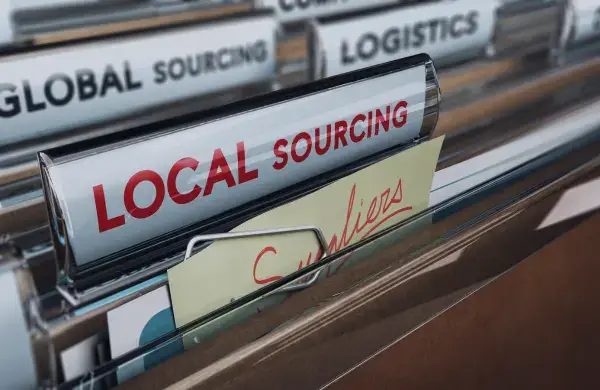 GLOBAL SOURCING
LOGISTICS
LOCAL SOURCING
Suppliers